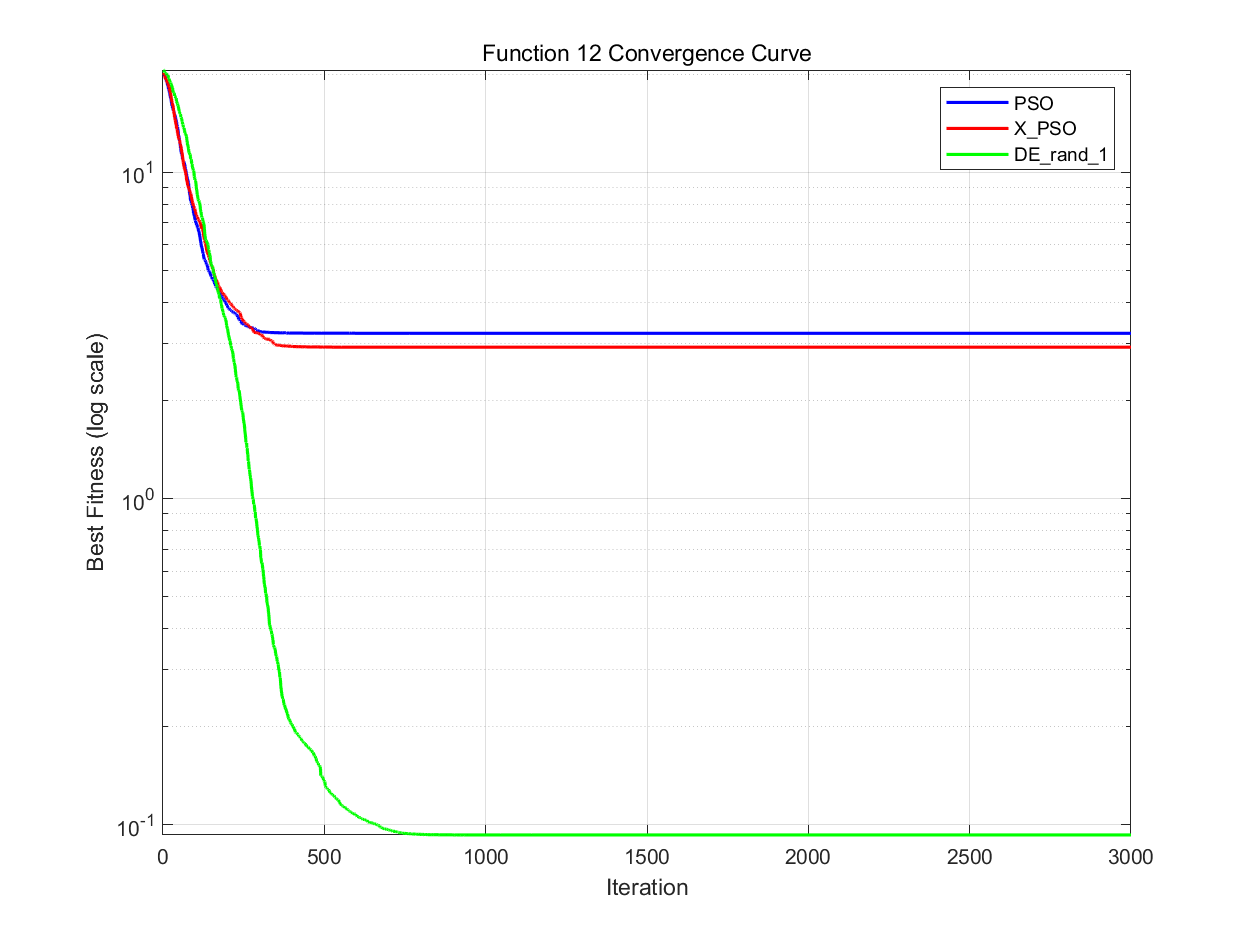 Function 12 Convergence Curve
PSO
X_PSO
DE_rand_1
Best Fitness (log scale)
10^1
10^0
10^-1
0 500 1000 1500 2000 2500 3000
Iteration